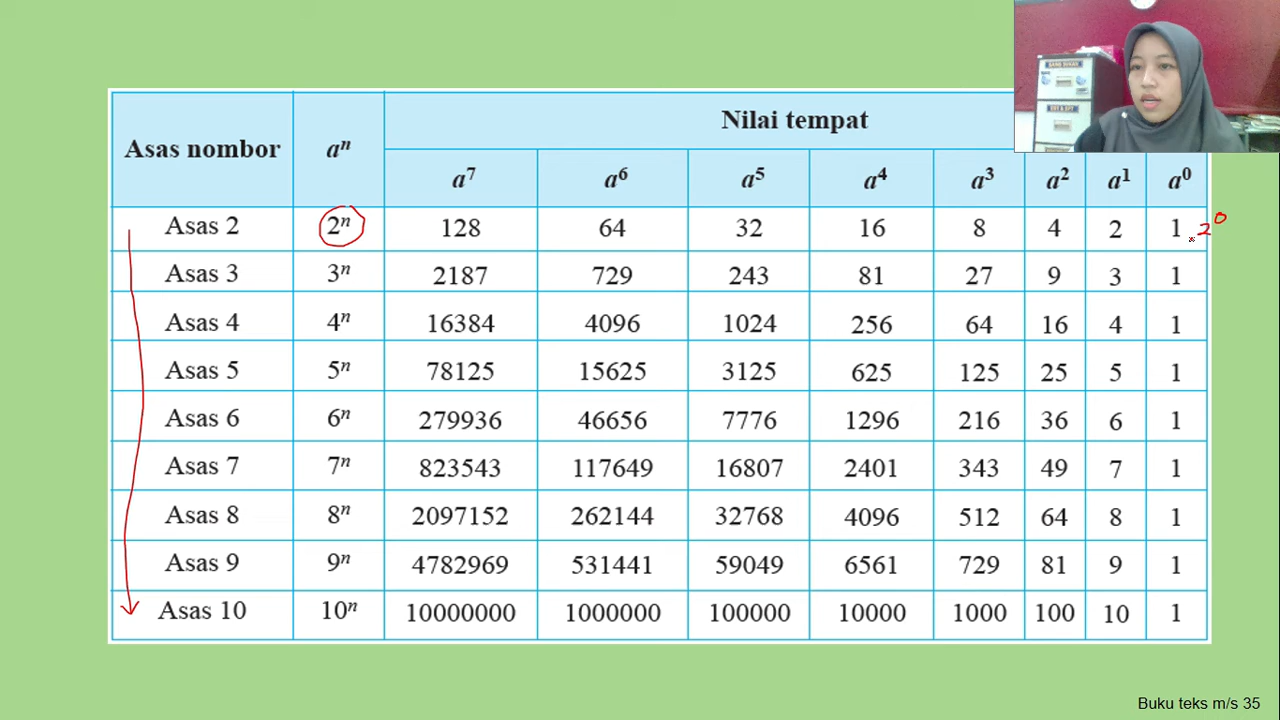 Asas nombor aⁿ Nilai tempat
a⁷ a⁶ a⁵ a⁴ a³ a² a¹ a⁰
Asas 2 2ⁿ 128 64 32 16 8 4 2 1 2⁰
Asas 3 3ⁿ 2187 729 243 81 27 9 3 1
Asas 4 4ⁿ 16384 4096 1024 256 64 16 4 1
Asas 5 5ⁿ 78125 15625 3125 625 125 25 5 1
Asas 6 6ⁿ 279936 46656 7776 1296 216 36 6 1
Asas 7 7ⁿ 823543 117649 16807 2401 343 49 7 1
Asas 8 8ⁿ 2097152 262144 32768 4096 512 64 8 1
Asas 9 9ⁿ 4782969 531441 59049 6561 729 81 9 1
Asas 10 10ⁿ 10000000 1000000 100000 10000 1000 100 10 1
Buku teks m/s 35